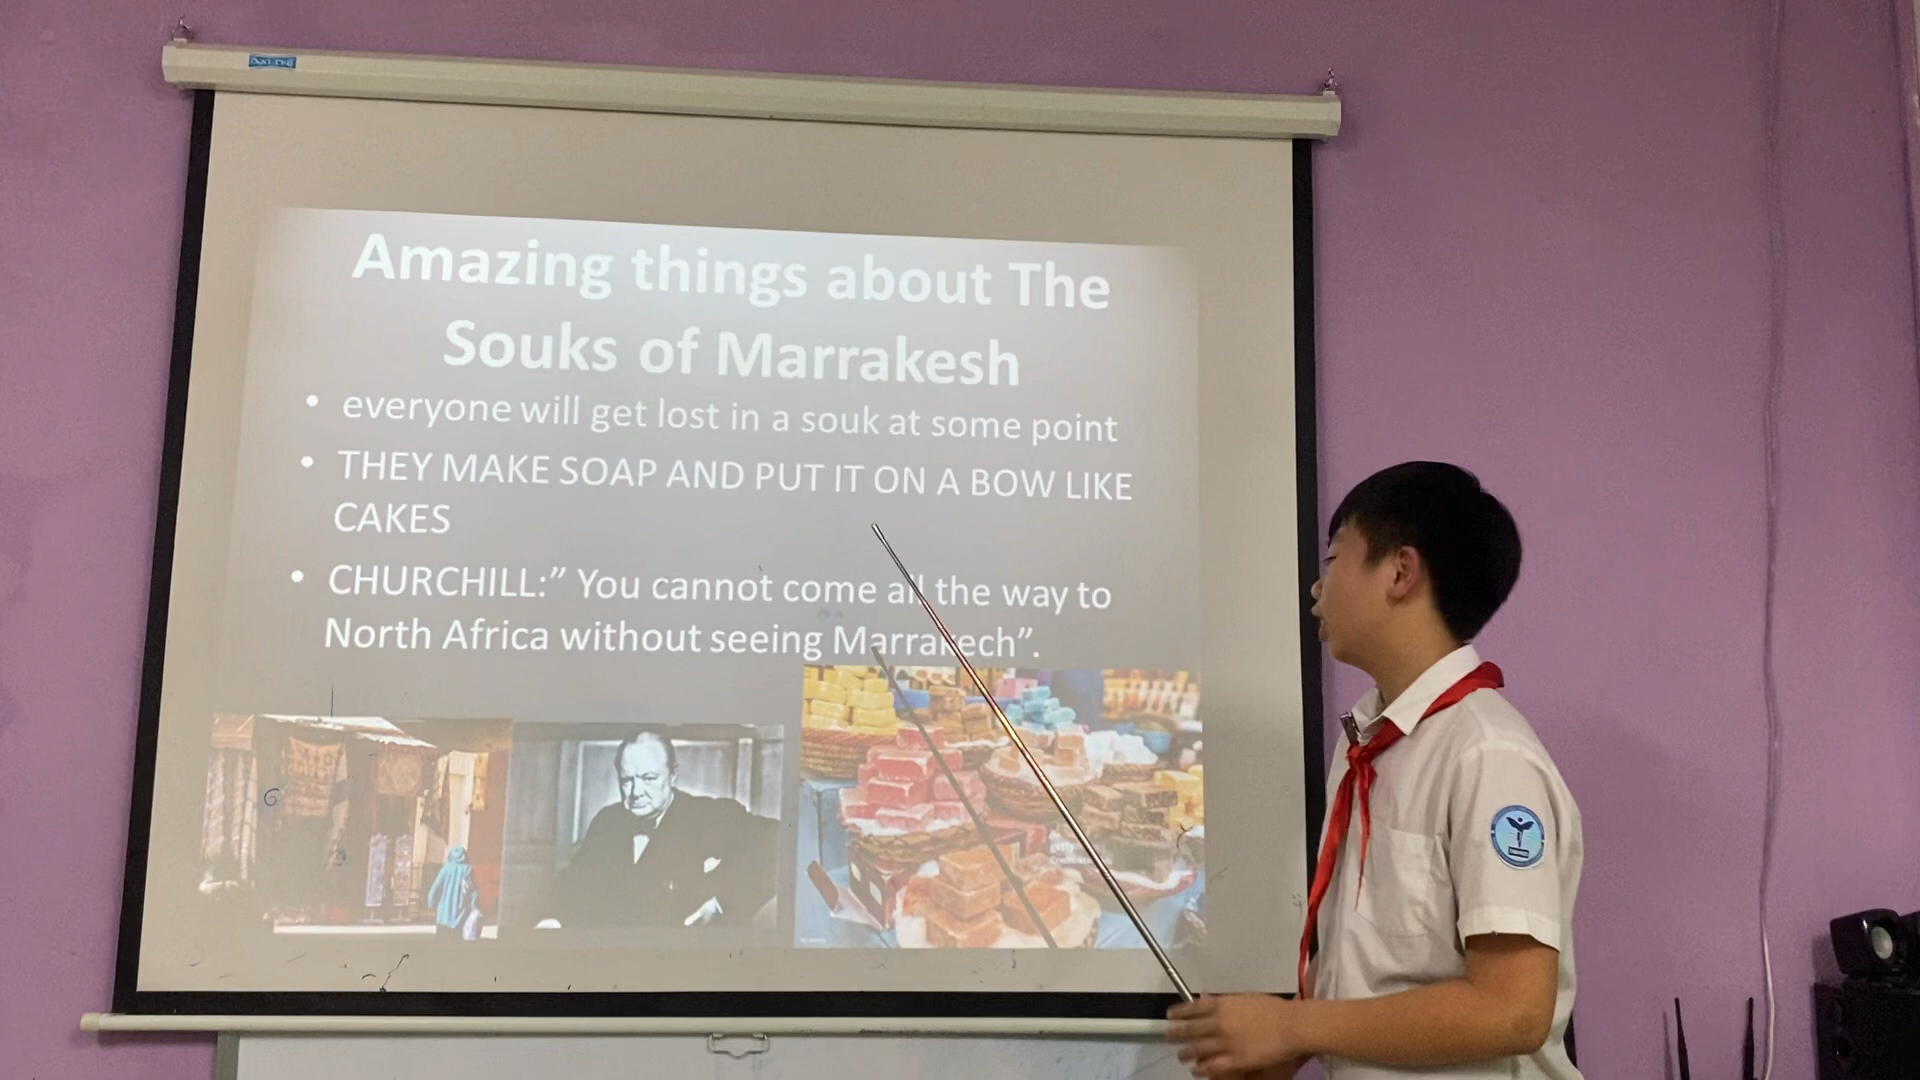 Amazing things about The
Souks of Marrakesh
• everyone will get lost in a souk at some point
• THEY MAKE SOAP AND PUT IT ON A BOW LIKE
CAKES
• CHURCHILL:” You cannot come all the way to
North Africa without seeing Marrakech”.